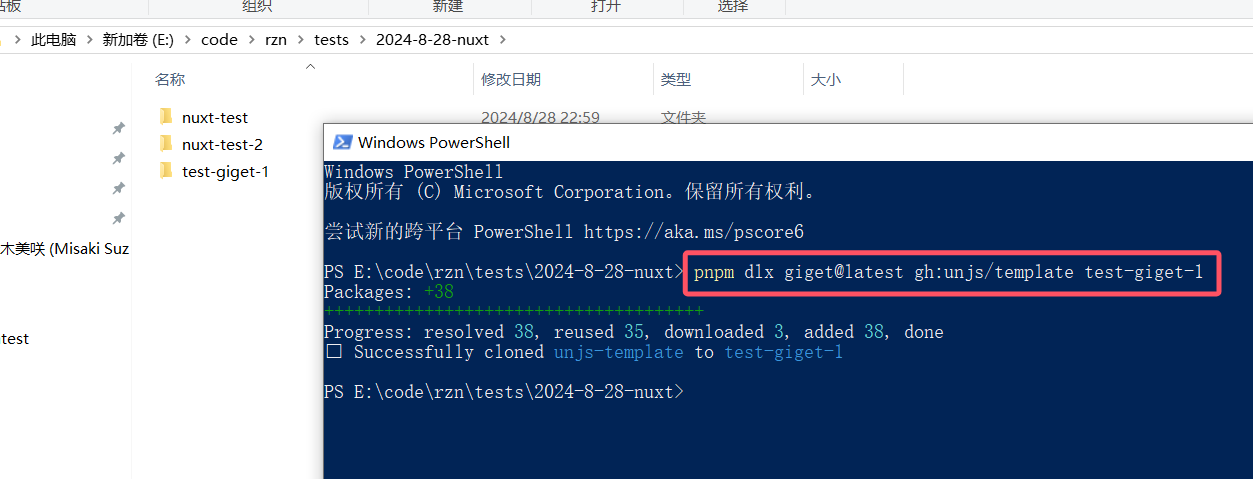 组织
新建
打开
选择
此电脑 > 新加卷 (E:) > code > rzn > tests > 2024-8-28-nuxt >
名称 修改日期 类型 大小
nuxt-test 2024/8/28 22:59 文件夹
nuxt-test-2
test-giget-1
木美咲 (Misaki Suz
test
Windows PowerShell
Windows PowerShell
版权所有 (C) Microsoft Corporation。保留所有权利。
尝试新的跨平台 PowerShell https://aka.ms/pscore6
PS E:\code\rzn\tests\2024-8-28-nuxt> pnpm dlx giget@latest gh:unjs/template test-giget-1
Packages: +38
++++++++++++++++++++++++++++++++++++++
Progress: resolved 38, reused 35, downloaded 3, added 38, done
□ Successfully cloned unjs-template to test-giget-1
PS E:\code\rzn\tests\2024-8-28-nuxt>